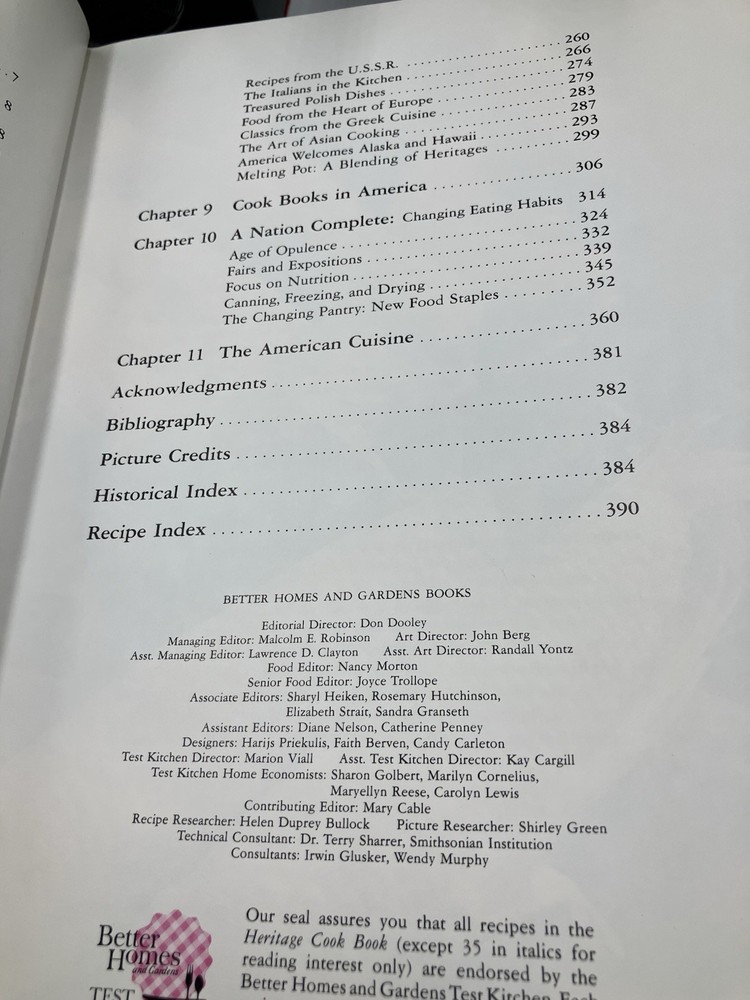 Recipes from the U.S.S.R. .................... 260
The Italians in the Kitchen .................... 266
Treasured Polish Dishes .................... 274
Food from the Heart of Europe .................... 279
Classics from the Greek Cuisine .................... 283
The Art of Asian Cooking .................... 287
America Welcomes Alaska and Hawaii .................... 293
Melting Pot: A Blending of Heritages .................... 299
Chapter 9 Cook Books in America .................... 306
Chapter 10 A Nation Complete: Changing Eating Habits 314
Age of Opulence .................... 324
Fairs and Expositions .................... 332
Focus on Nutrition .................... 339
Canning, Freezing, and Drying .................... 345
The Changing Pantry: New Food Staples .................... 352
Chapter 11 The American Cuisine .................... 360
Acknowledgments .................... 381
Bibliography .................... 382
Picture Credits .................... 384
Historical Index .................... 384
Recipe Index .................... 390
BETTER HOMES AND GARDENS BOOKS
Editorial Director: Don Dooley
Managing Editor: Malcolm E. Robinson Art Director: John Berg
Asst. Managing Editor: Lawrence D. Clayton Asst. Art Director: Randall Yontz
Food Editor: Nancy Morton
Senior Food Editor: Joyce Trollope
Associate Editors: Sharyl Heiken, Rosemary Hutchinson,
Elizabeth Strait, Sandra Granseth
Assistant Editors: Diane Nelson, Catherine Penney
Designers: Harijs Priekulis, Faith Berven, Candy Carleton
Test Kitchen Director: Marion Viall Asst. Test Kitchen Director: Kay Cargill
Test Kitchen Home Economists: Sharon Golbert, Marilyn Cornelius,
Maryellyn Reese, Carolyn Lewis
Contributing Editor: Mary Cable
Recipe Researcher: Helen Duprey Bullock Picture Researcher: Shirley Green
Technical Consultant: Dr. Terry Sharrer, Smithsonian Institution
Consultants: Irwin Glusker, Wendy Murphy
Better
Homes
and Gardens
TEST
Our seal assures you that all recipes in the
Heritage Cook Book (except 35 in italics for
reading interest only) are endorsed by the
Better Homes and Gardens Test Kitchen. Each